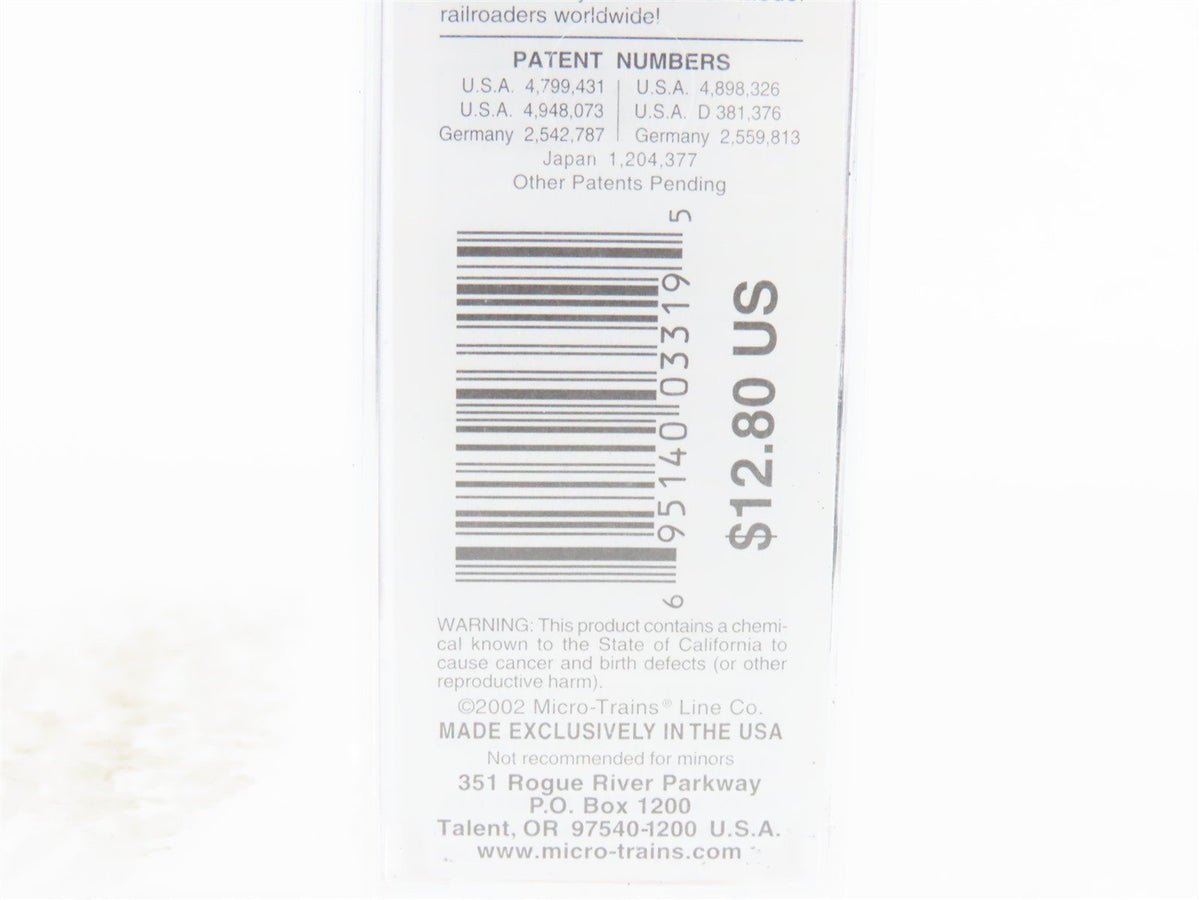 railroaders worldwide!
PATENT NUMBERS
U.S.A. 4,799,431 | U.S.A. 4,898,326
U.S.A. 4,948,073 | U.S.A. D 381,376
Germany 2,542,787 | Germany 2,559,813
Japan 1,204,377
Other Patents Pending
6 95140 03319 5
$12.80 US
WARNING: This product contains a chemi-
cal known to the State of California to
cause cancer and birth defects (or other
reproductive harm).
©2002 Micro-Trains® Line Co.
MADE EXCLUSIVELY IN THE USA
Not recommended for minors
351 Rogue River Parkway
P.O. Box 1200
Talent, OR 97540-1200 U.S.A.
www.micro-trains.com